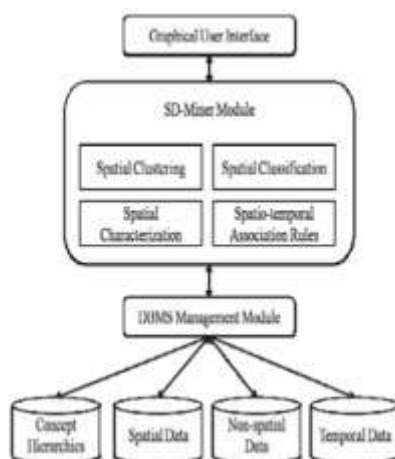 Graphical User Interface
SD-Miner Module
Spatial Clustering
Spatial Classification
Spatial
Characterization
Spatio-temporal
Association Rules
DBMS Management Module
Concept
Hierarchies
Spatial Data
Non-spatial
Data
Temporal Data